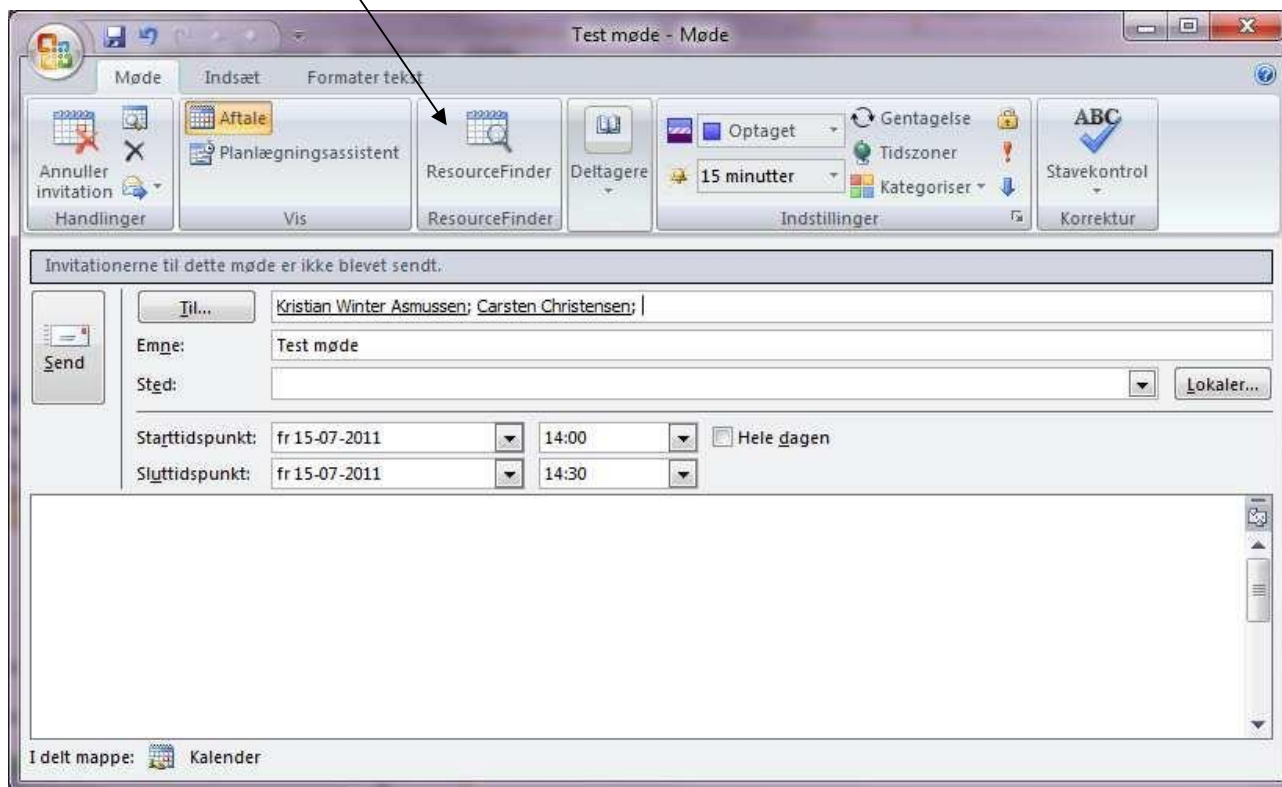 Test møde - Møde
Møde Indsæt Formater tekst
Annuller invitation
Handlinger
Aftale
Planlægningsassistent
Vis
ResourceFinder
ResourceFinder
Deltagere
Optaget
15 minutter
Gentagelse
Tidszoner
Kategoriser
Indstillinger
ABC
Stavekontrol
Korrektur
Invitationerne til dette møde er ikke blevet sendt.
Send
Til... Kristian Winter Asmussen; Carsten Christensen;
Emne: Test møde
Sted: Lokaler...
Starttidspunkt: fr 15-07-2011 14:00 Hele dagen
Sluttidspunkt: fr 15-07-2011 14:30
I delt mappe: Kalender